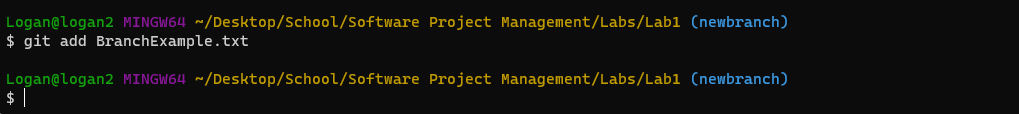 Logan@logan2 MINGW64 ~/Desktop/School/Software Project Management/Labs/Lab1 (newbranch)
$ git add BranchExample.txt
Logan@logan2 MINGW64 ~/Desktop/School/Software Project Management/Labs/Lab1 (newbranch)
$